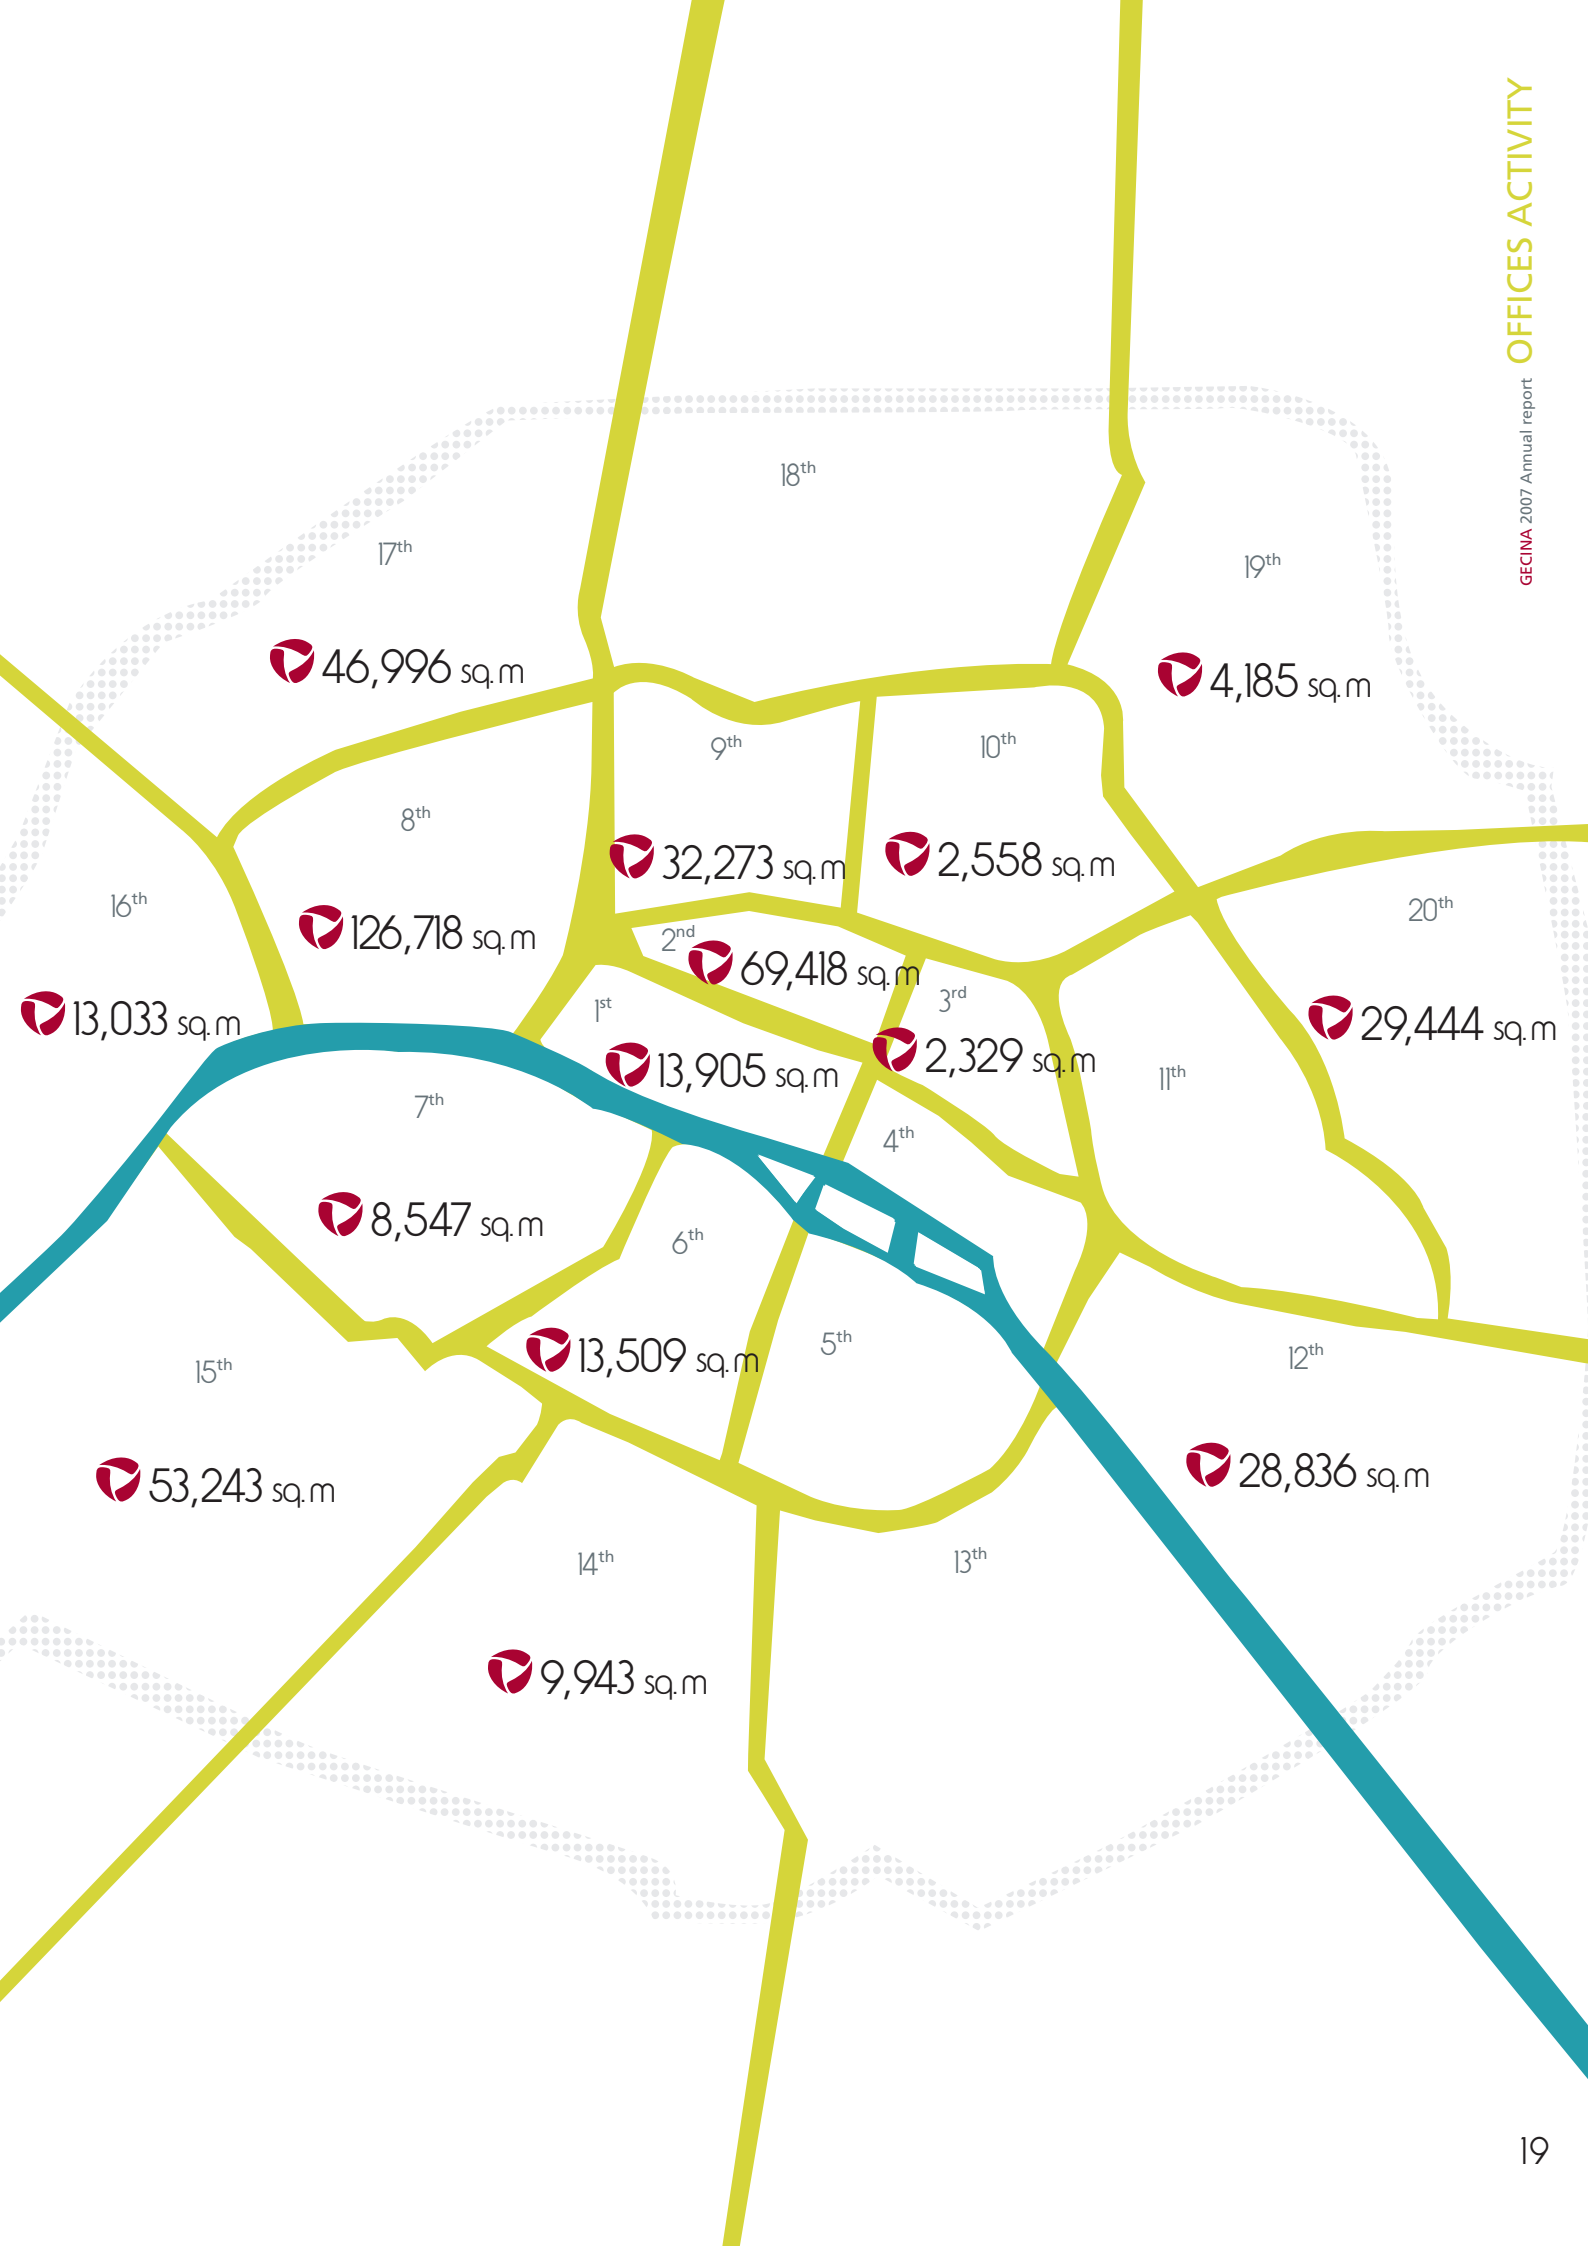 OFFICES ACTIVITY
GECINA 2007 Annual report
18th
17th
19th
46,996 sq.m
4,185 sq.m
9th
10th
8th
32,273 sq.m
2,558 sq.m
16th
20th
126,718 sq.m
2nd
69,418 sq.m
1st
3rd
13,033 sq.m
29,444 sq.m
13,905 sq.m
2,329 sq.m
11th
7th
4th
8,547 sq.m
6th
5th
13,509 sq.m
12th
15th
53,243 sq.m
28,836 sq.m
14th
13th
9,943 sq.m
19